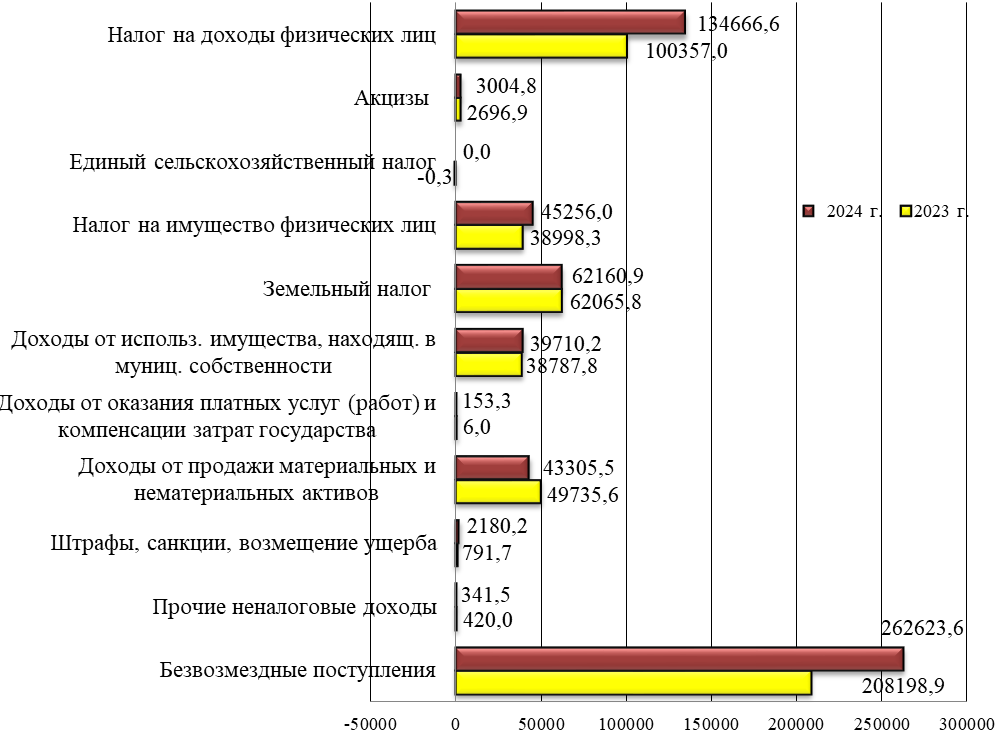 Налог на доходы физических лиц
134666,6
100357,0
Акцизы
3004,8
2696,9
Единый сельскохозяйственный налог
0,0
-0,3
Налог на имущество физических лиц
45256,0
38998,3
2024 г.
2023 г.
Земельный налог
62160,9
62065,8
Доходы от использ. имущества, находящ. в
муниц. собственности
39710,2
38787,8
Доходы от оказания платных услуг (работ) и
компенсации затрат государства
153,3
6,0
Доходы от продажи материальных и
нематериальных активов
43305,5
49735,6
Штрафы, санкции, возмещение ущерба
2180,2
791,7
Прочие неналоговые доходы
341,5
420,0
Безвозмездные поступления
262623,6
208198,9
-50000 0 50000 100000 150000 200000 250000 300000